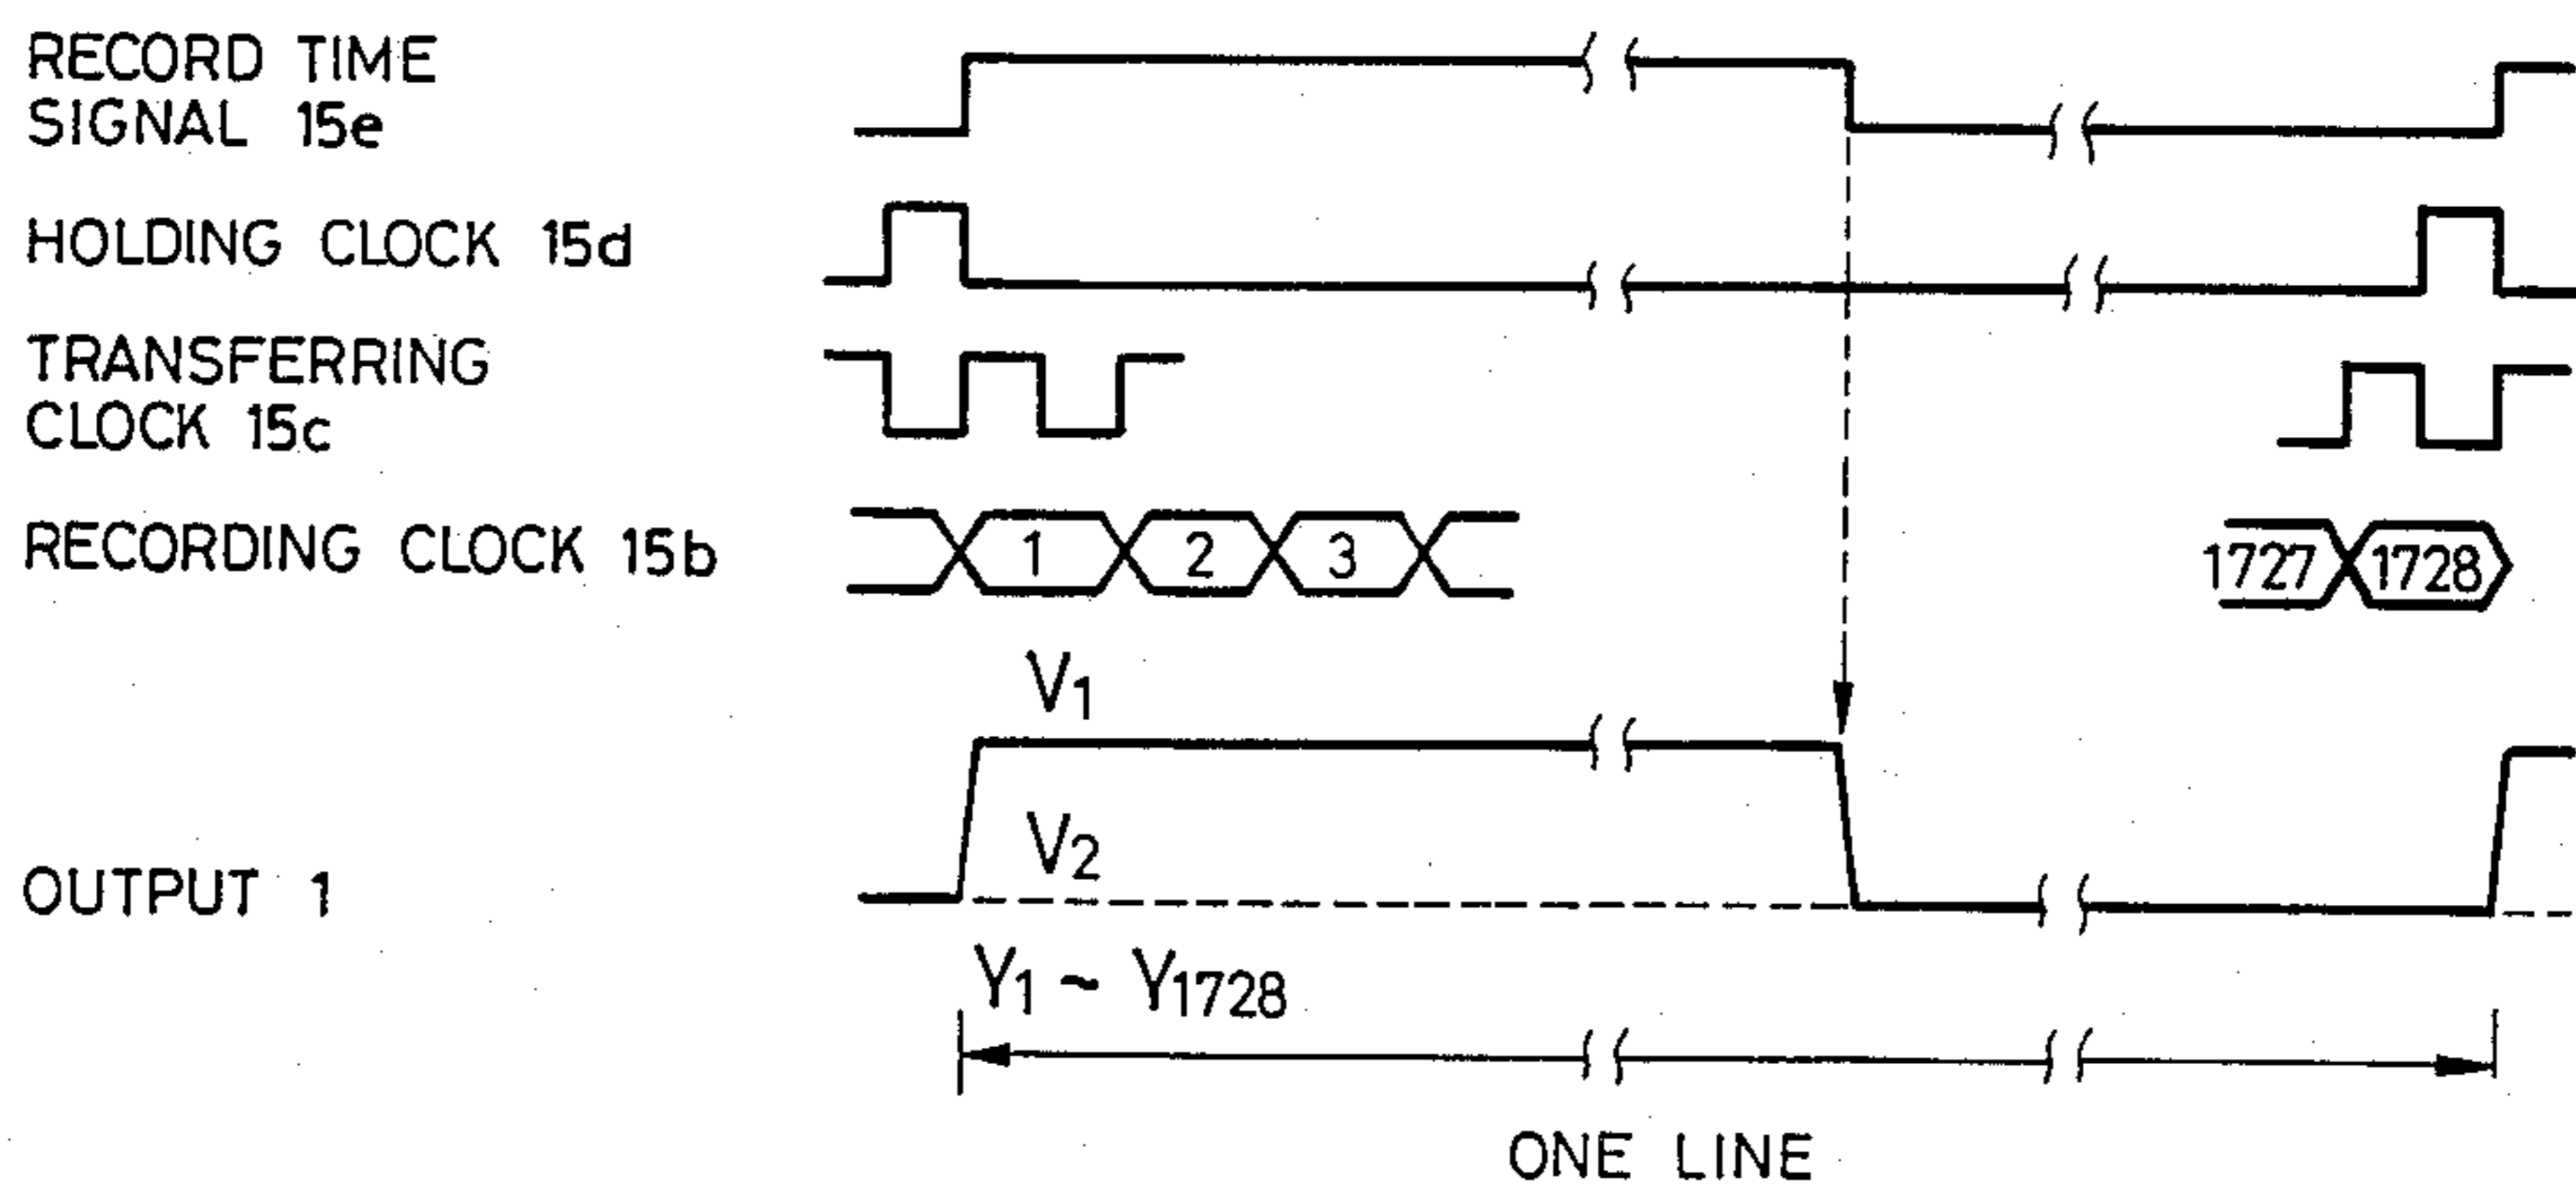 RECORD TIME
SIGNAL 15e
HOLDING CLOCK 15d
TRANSFERRING
CLOCK 15c
RECORDING CLOCK 15b
1 2 3 1727 1728
V1
V2
OUTPUT 1
Y1 ~ Y1728
ONE LINE